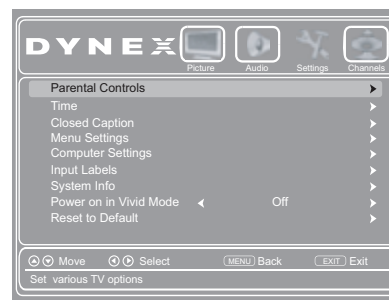 DYNEX
Picture Audio Settings Channels
Parental Controls
Time
Closed Caption
Menu Settings
Computer Settings
Input Labels
System Info
Power on in Vivid Mode Off
Reset to Default
Move Select MENU Back EXIT Exit
Set various TV options